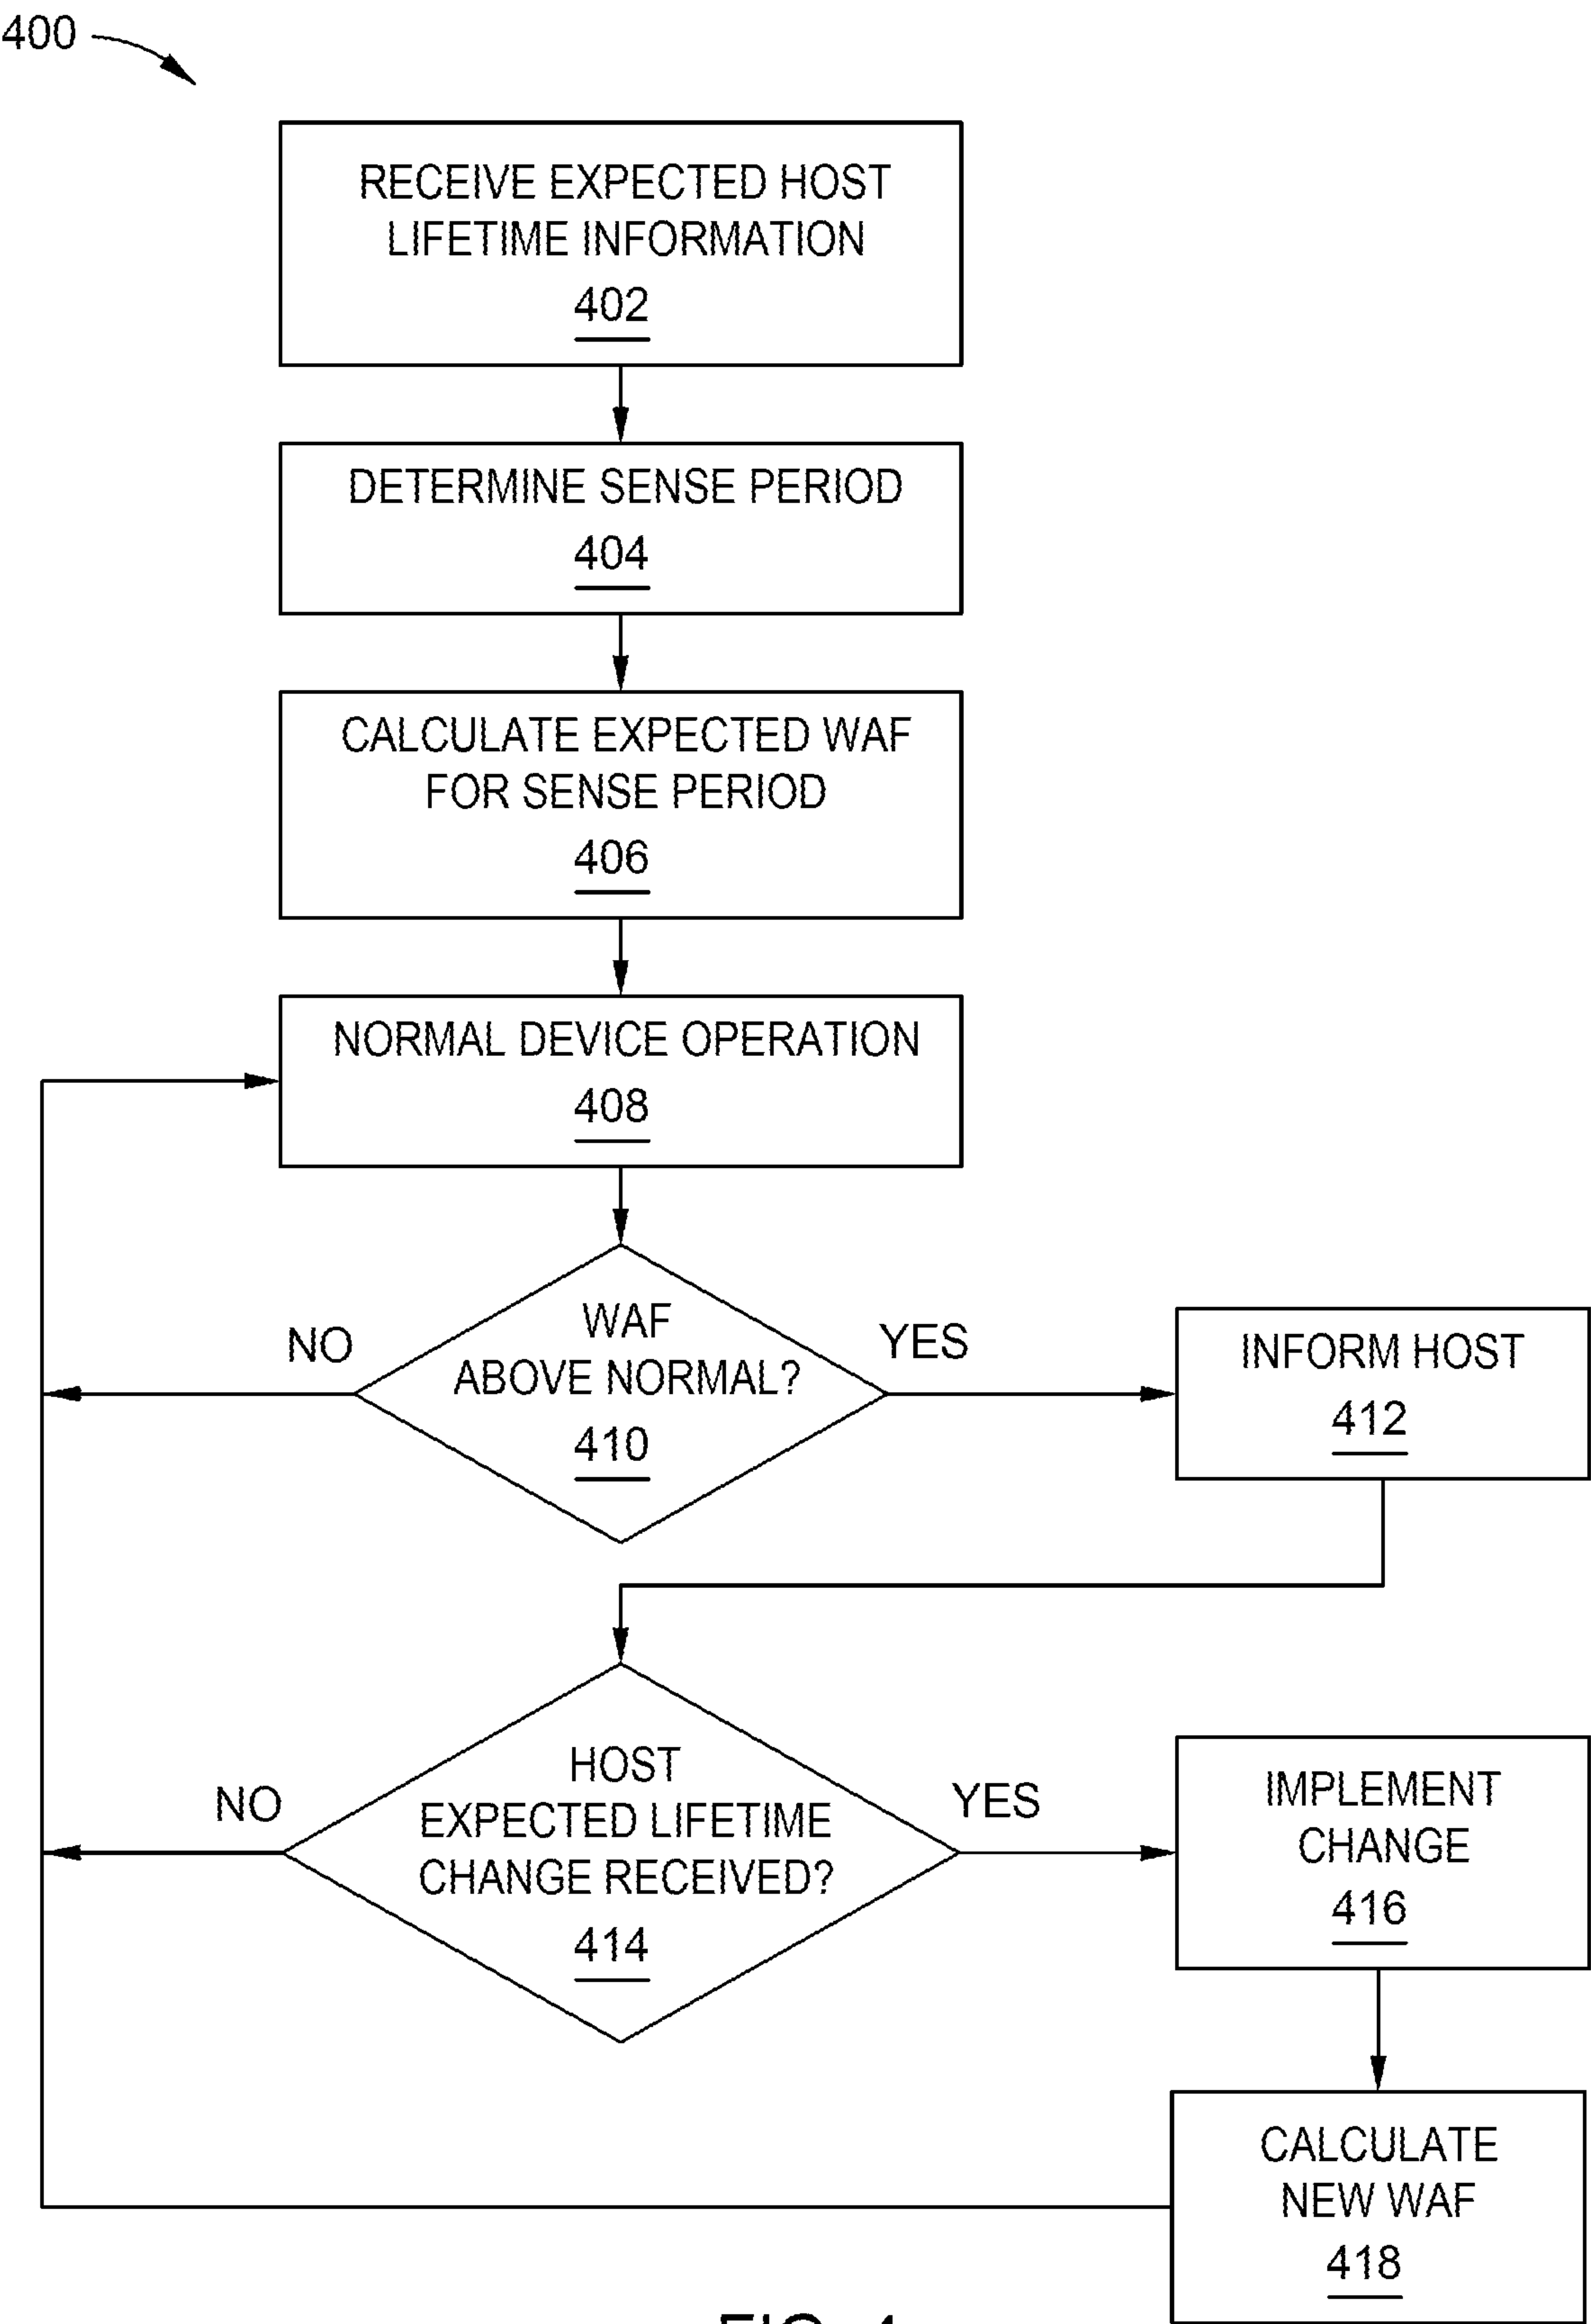 400
RECEIVE EXPECTED HOST
LIFETIME INFORMATION
402
DETERMINE SENSE PERIOD
404
CALCULATE EXPECTED WAF
FOR SENSE PERIOD
406
NORMAL DEVICE OPERATION
408
WAF
ABOVE NORMAL?
410
NO
YES
INFORM HOST
412
HOST
EXPECTED LIFETIME
CHANGE RECEIVED?
414
NO
YES
IMPLEMENT
CHANGE
416
CALCULATE
NEW WAF
418